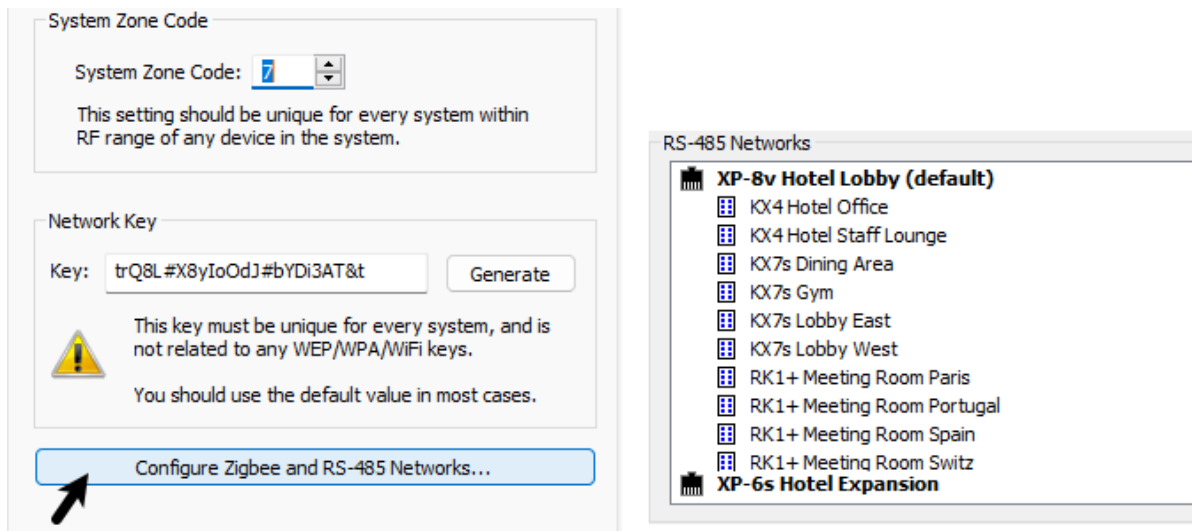 System Zone Code
System Zone Code: 7
This setting should be unique for every system within
RF range of any device in the system.
Network Key
Key: trQ8L#X8yIoOdJ#bYDi3AT&t Generate
This key must be unique for every system, and is
not related to any WEP/WPA/WiFi keys.
You should use the default value in most cases.
Configure Zigbee and RS-485 Networks...
RS-485 Networks
XP-8v Hotel Lobby (default)
KX4 Hotel Office
KX4 Hotel Staff Lounge
KX7s Dining Area
KX7s Gym
KX7s Lobby East
KX7s Lobby West
RK1+ Meeting Room Paris
RK1+ Meeting Room Portugal
RK1+ Meeting Room Spain
RK1+ Meeting Room Switz
XP-6s Hotel Expansion